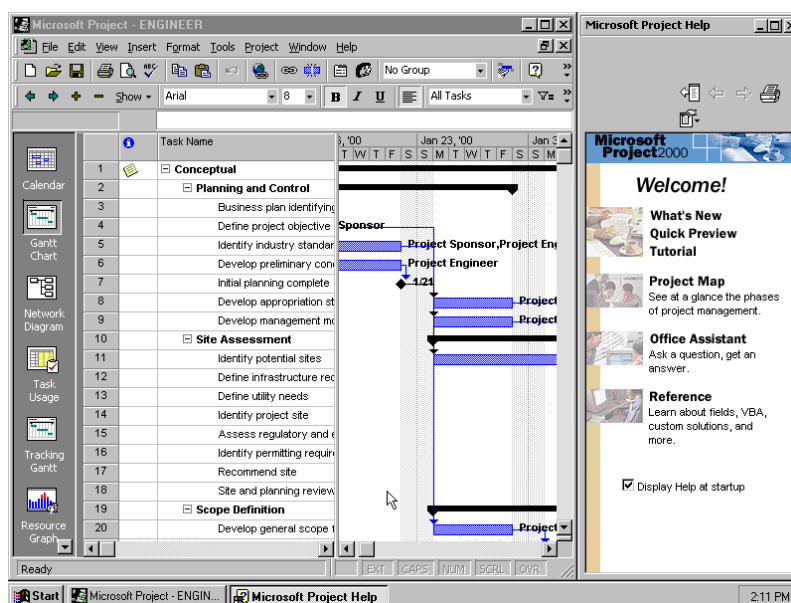 Microsoft Project - ENGINEER
File Edit View Insert Format Tools Project Window Help
No Group
Show Arial 8 B I U All Tasks
Task Name
, '00 Jan 23, '00 Jan 3
T W T F S S M T W T F S S M
1 Conceptual
2 Planning and Control
3 Business plan identifying
4 Define project objective
Sponsor
5 Identify industry standar
Project Sponsor,Project Eng
6 Develop preliminary con
Project Engineer
7 Initial planning complete
1/21
8 Develop appropriation st
Project
9 Develop management mo
Project
10 Site Assessment
11 Identify potential sites
12 Define infrastructure req
13 Define utility needs
14 Identify project site
15 Assess regulatory and e
16 Identify permitting requir
17 Recommend site
18 Site and planning review
19 Scope Definition
20 Develop general scope
Project
Calendar
Gantt
Chart
Network
Diagram
Task
Usage
Tracking
Gantt
Resource
Graph
Ready
EXT CAPS NUM SCRL OVR
Microsoft Project Help
Microsoft
Project2000
Welcome!
What's New
Quick Preview
Tutorial
Project Map
See at a glance the phases
of project management.
Office Assistant
Ask a question, get an
answer.
Reference
Learn about fields, VBA,
custom solutions, and
more.
Display Help at startup
Start Microsoft Project - ENGIN... Microsoft Project Help 2:11 PM